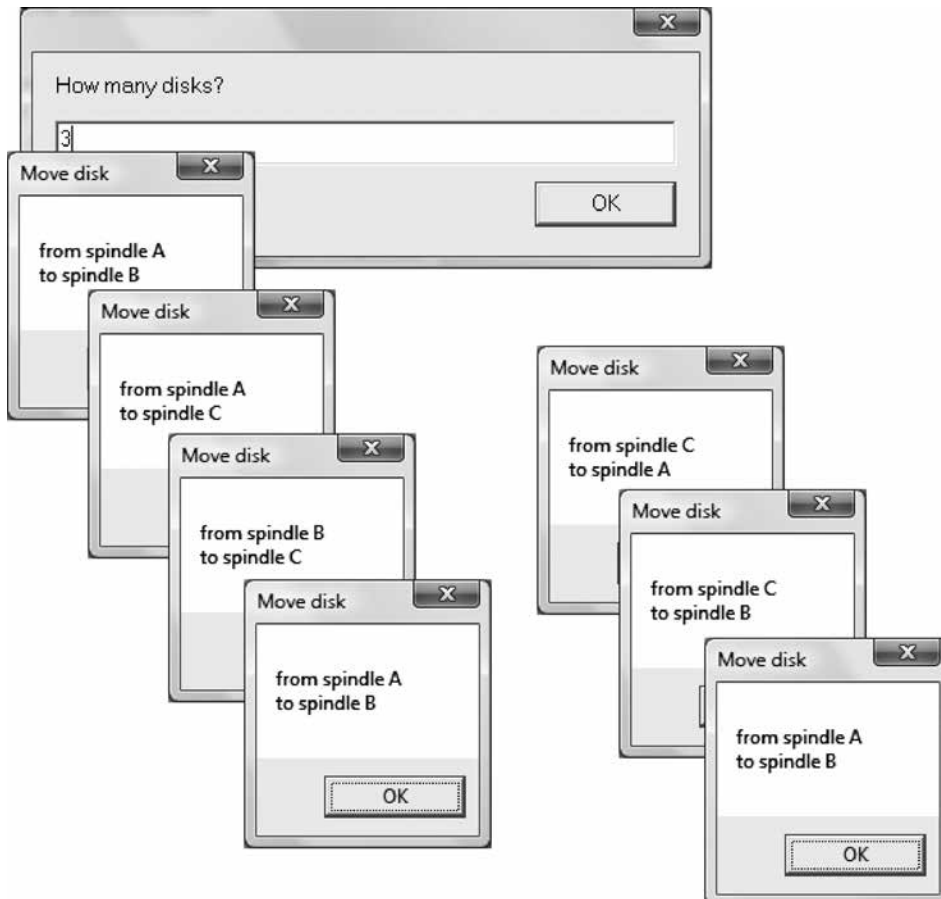 How many disks?
3
OK
Move disk
from spindle A
to spindle B
Move disk
from spindle A
to spindle C
Move disk
from spindle B
to spindle C
Move disk
from spindle A
to spindle B
OK
Move disk
from spindle C
to spindle A
Move disk
from spindle C
to spindle B
Move disk
from spindle A
to spindle B
OK